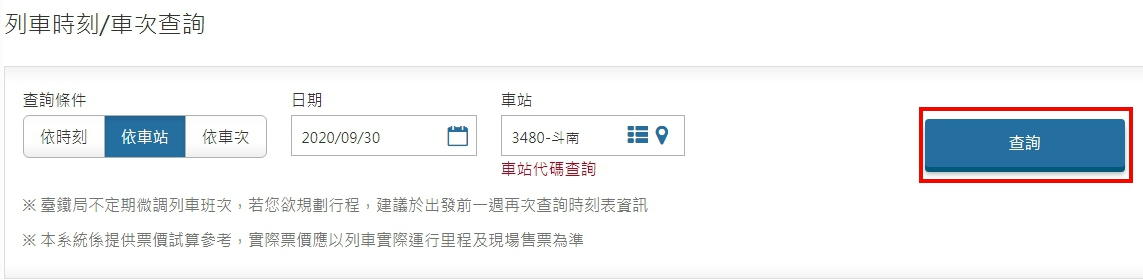 列車時刻/車次查詢
查詢條件
日期
車站
依時刻
依車站
依車次
2020/09/30
3480-斗南
查詢
車站代碼查詢
※ 臺鐵局不定期微調列車班次，若您欲規劃行程，建議於出發前一週再次查詢時刻表資訊
※ 本系統係提供票價試算參考，實際票價應以列車實際運行里程及現場售票為準